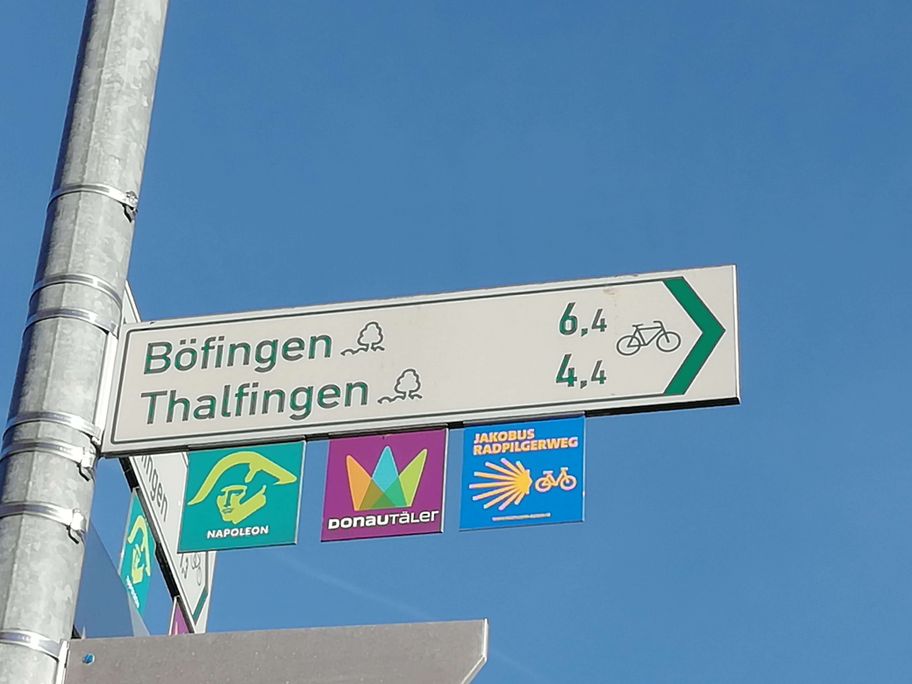 Böfingen 6,4
Thalfingen 4,4
NAPOLEON
DONAUTÄLER
JAKOBUS
RADPILGERWEG